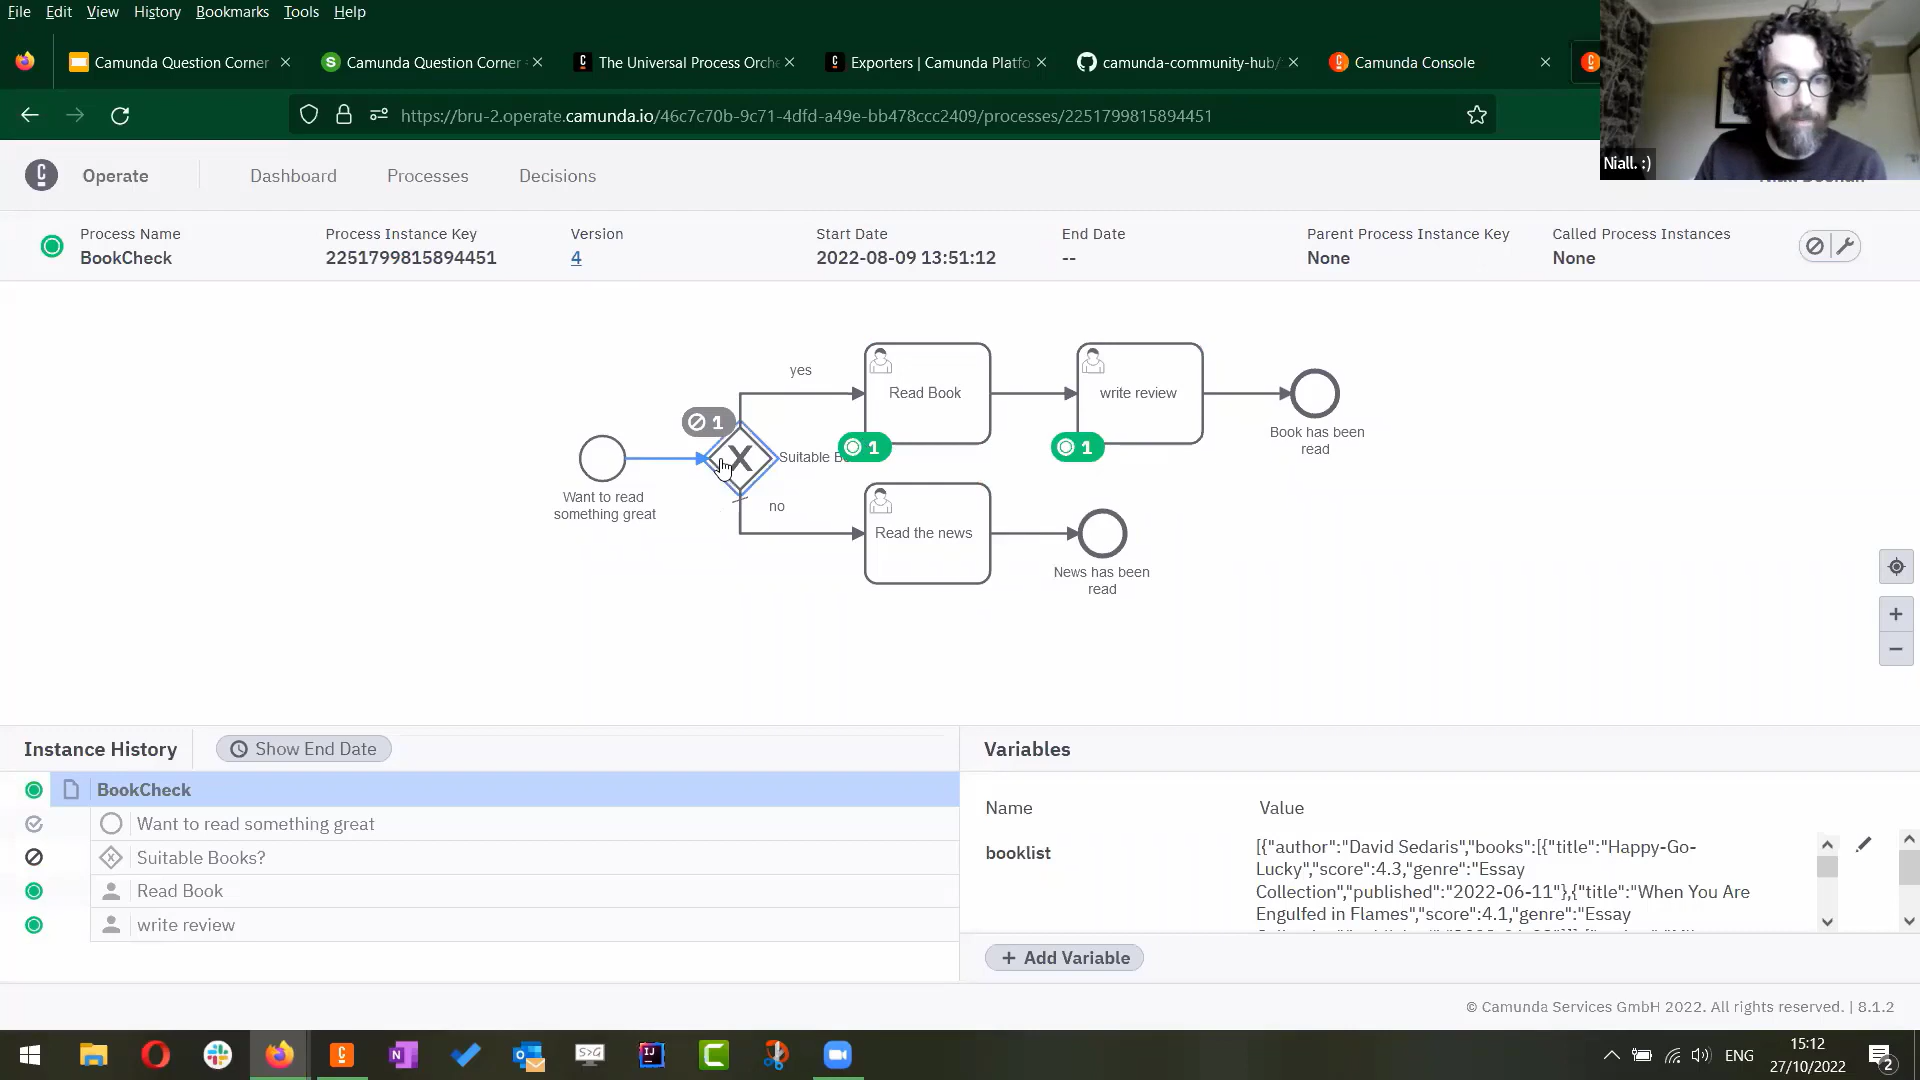 File Edit View History Bookmarks Tools Help
Camunda Question Corner
Camunda Question Corner
The Universal Process Orche
Exporters | Camunda Platfo
camunda-community-hub/
Camunda Console
https://bru-2.operate.camunda.io/46c7c70b-9c71-4dfd-a49e-bb478ccc2409/processes/2251799815894451
Niall. :)
Operate Dashboard Processes Decisions
Process Name Process Instance Key Version Start Date End Date Parent Process Instance Key Called Process Instances
BookCheck 2251799815894451 4 2022-08-09 13:51:12 -- None None
yes
Read Book
write review
1
Book has been
read
X
Suitable B
1
1
Want to read
something great
no
Read the news
News has been
read
+
−
Instance History Show End Date
BookCheck
Want to read something great
Suitable Books?
Read Book
write review
Variables
Name Value
booklist
[{"author":"David Sedaris","books":[{"title":"Happy-Go-
Lucky","score":4.3,"genre":"Essay
Collection","published":"2022-06-11"},{"title":"When You Are
Engulfed in Flames","score":4.1,"genre":"Essay
+ Add Variable
© Camunda Services GmbH 2022. All rights reserved. | 8.1.2
ENG
15:12
27/10/2022
2